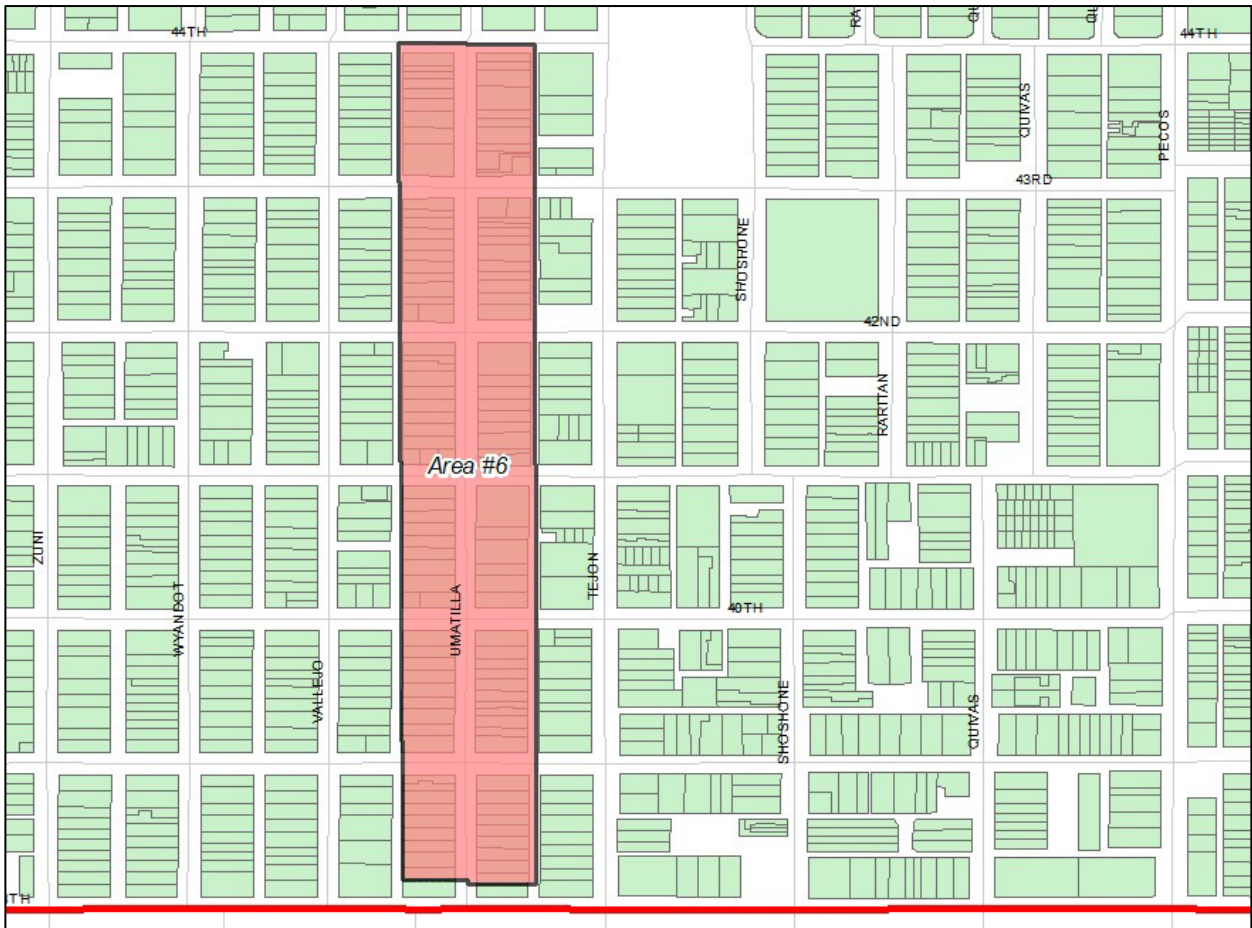 44TH
44TH
QUIVAS
PECOS
43RD
SHOSHONE
42ND
RARITAN
Area #6
ZUNI
WYANDOT
UMATILLA
TEJON
40TH
VALLEJO
SHOSHONE
QUIVAS